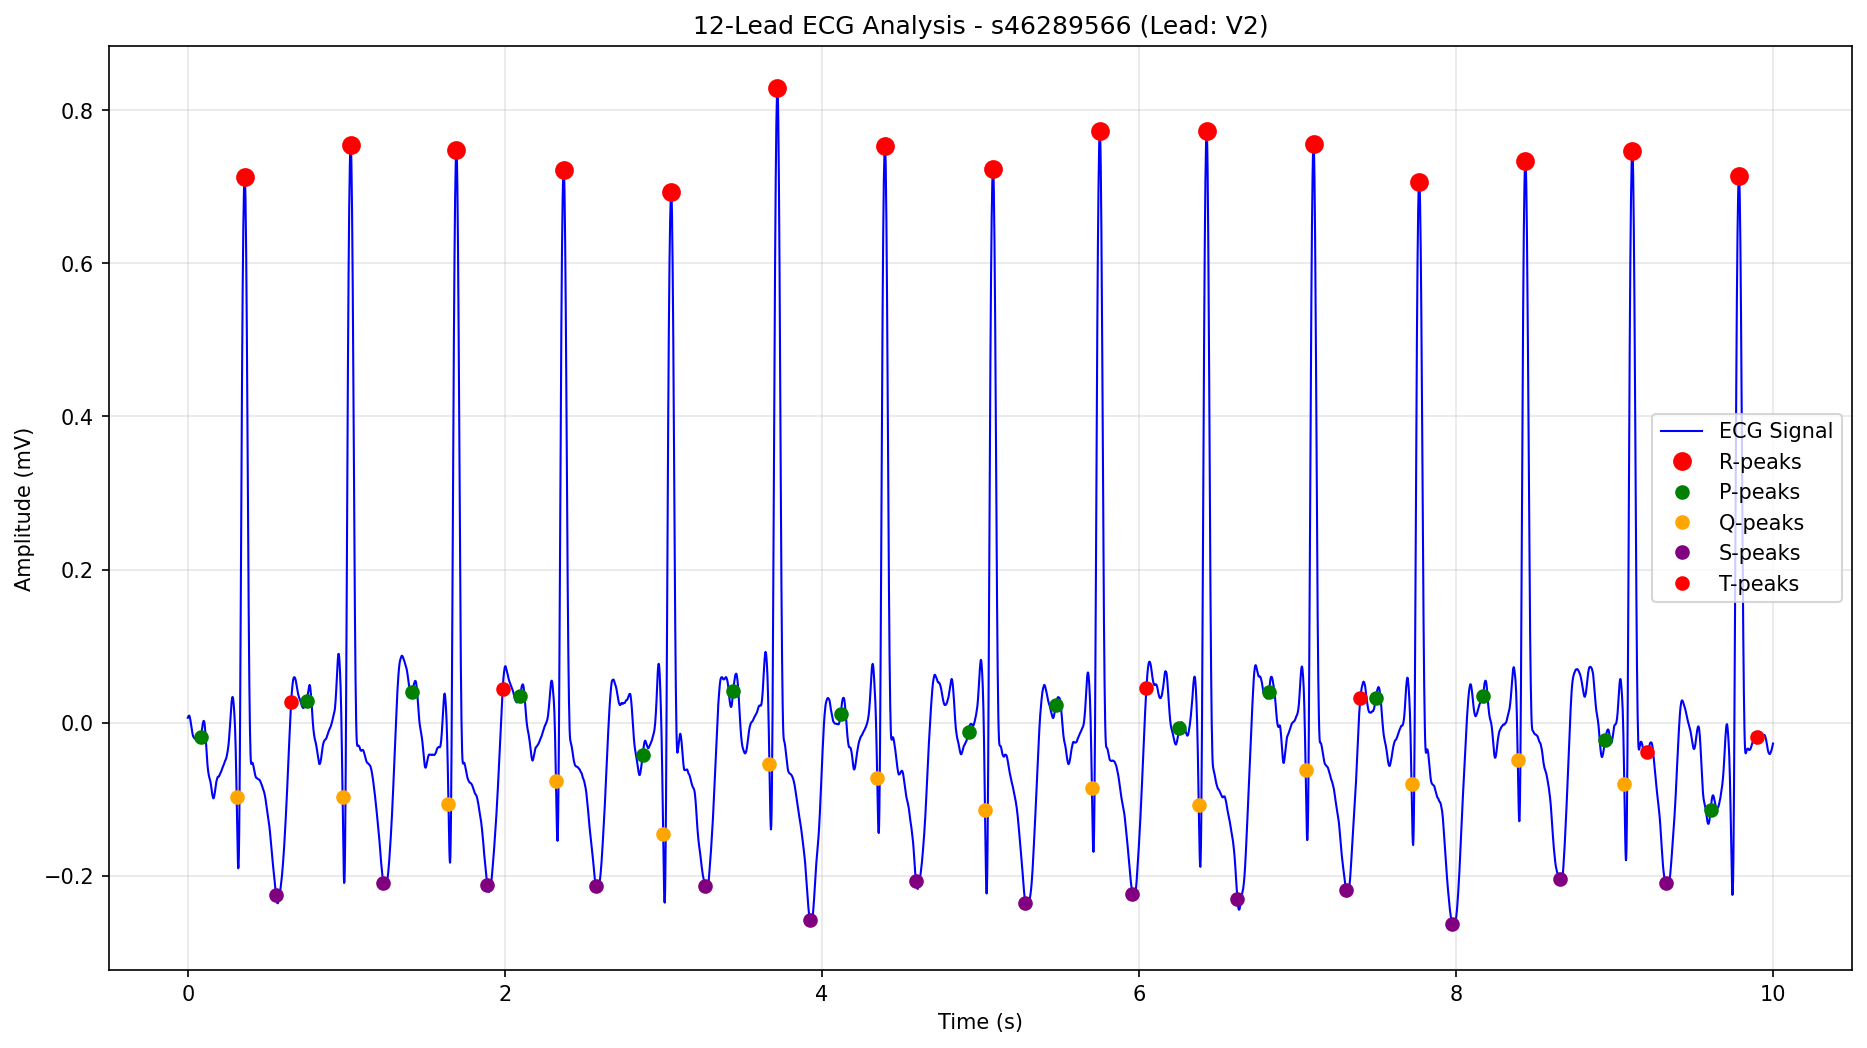 12-Lead ECG Analysis - s46289566 (Lead: V2)
Amplitude (mV)
0.8
0.6
0.4
0.2
0.0
−0.2
ECG Signal
R-peaks
P-peaks
Q-peaks
S-peaks
T-peaks
0 2 4 6 8 10
Time (s)